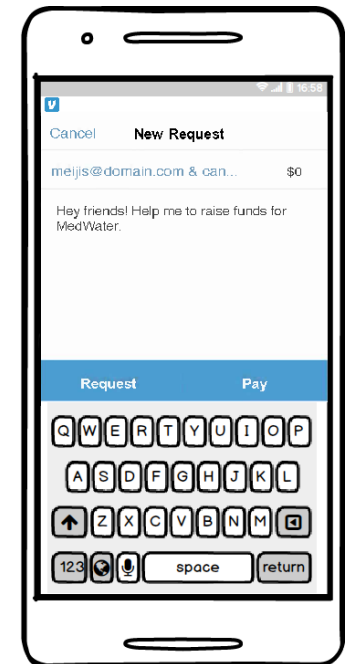 16:58
V
Cancel New Request
meijis@domain.com & can... $0
Hey friends! Help me to raise funds for
MedWater.
Request Pay
Q W E R T Y U I O P
A S D F G H J K L
Z X C V B N M
123 space return